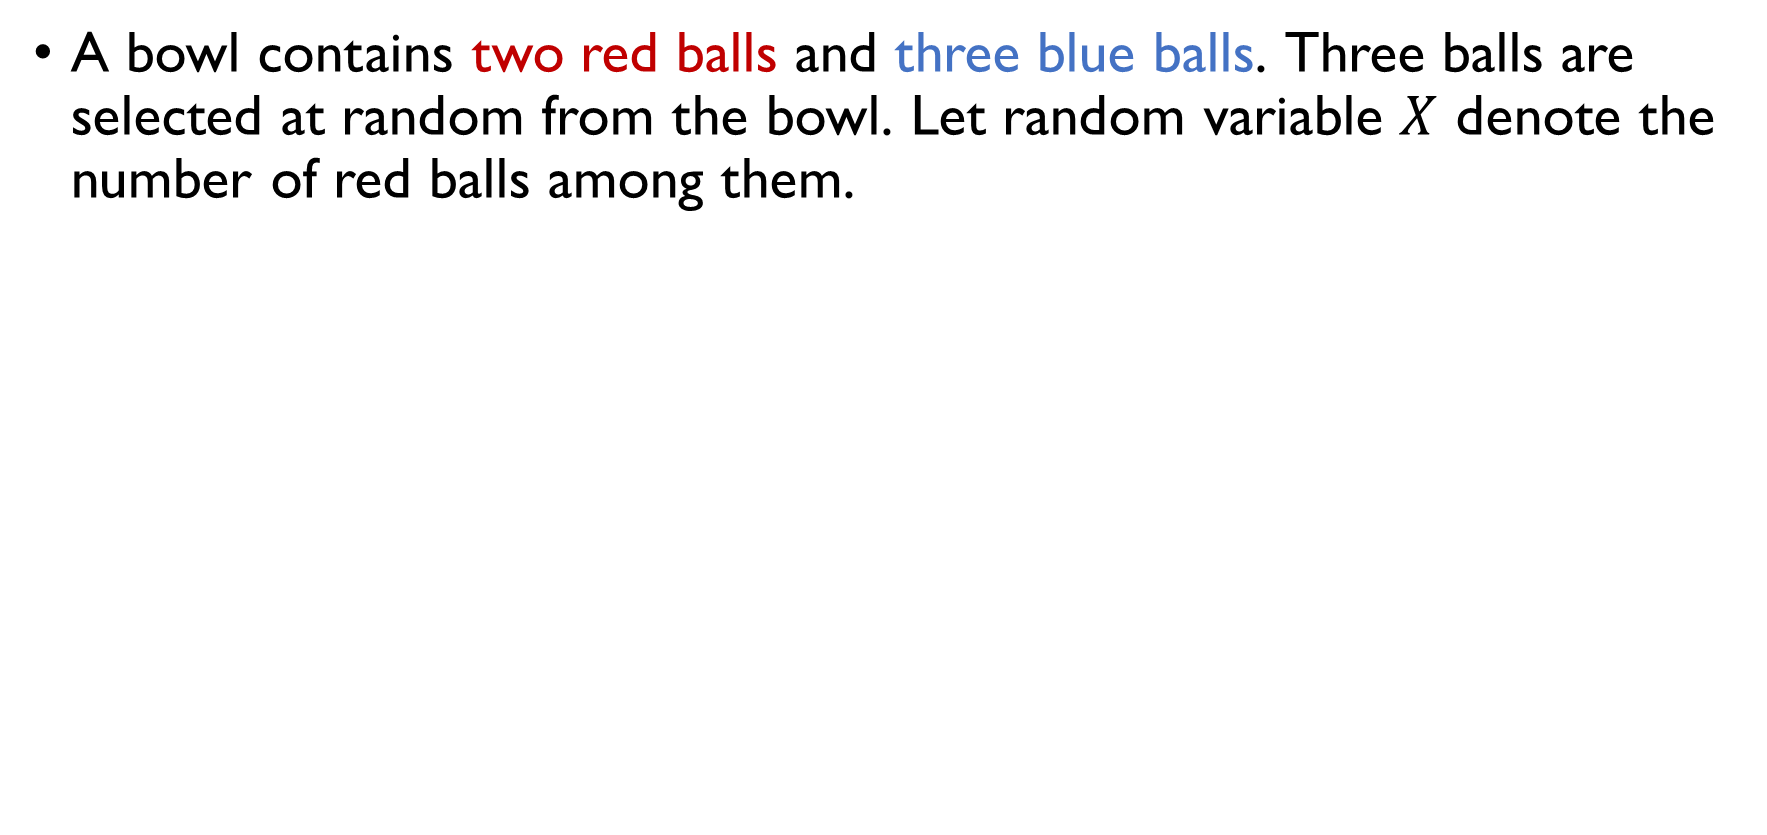 • A bowl contains two red balls and three blue balls. Three balls are
selected at random from the bowl. Let random variable X denote the
number of red balls among them.